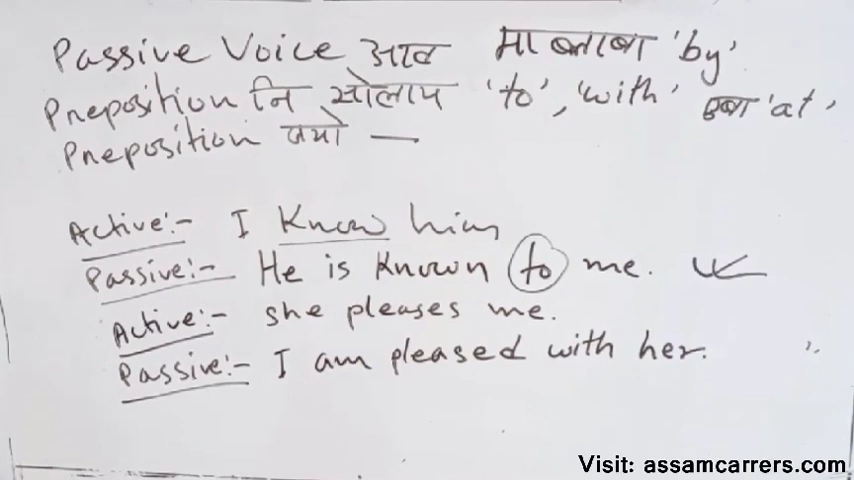 Passive Voice आव मा बाबा 'by'
Preposition नि सोलाय 'to', 'with' एबा 'at'
Preposition जायो —
Active:- I Know him
Passive:- He is Known to me.
Active:- she pleases me.
Passive:- I am pleased with her.
Visit: assamcarrers.com/